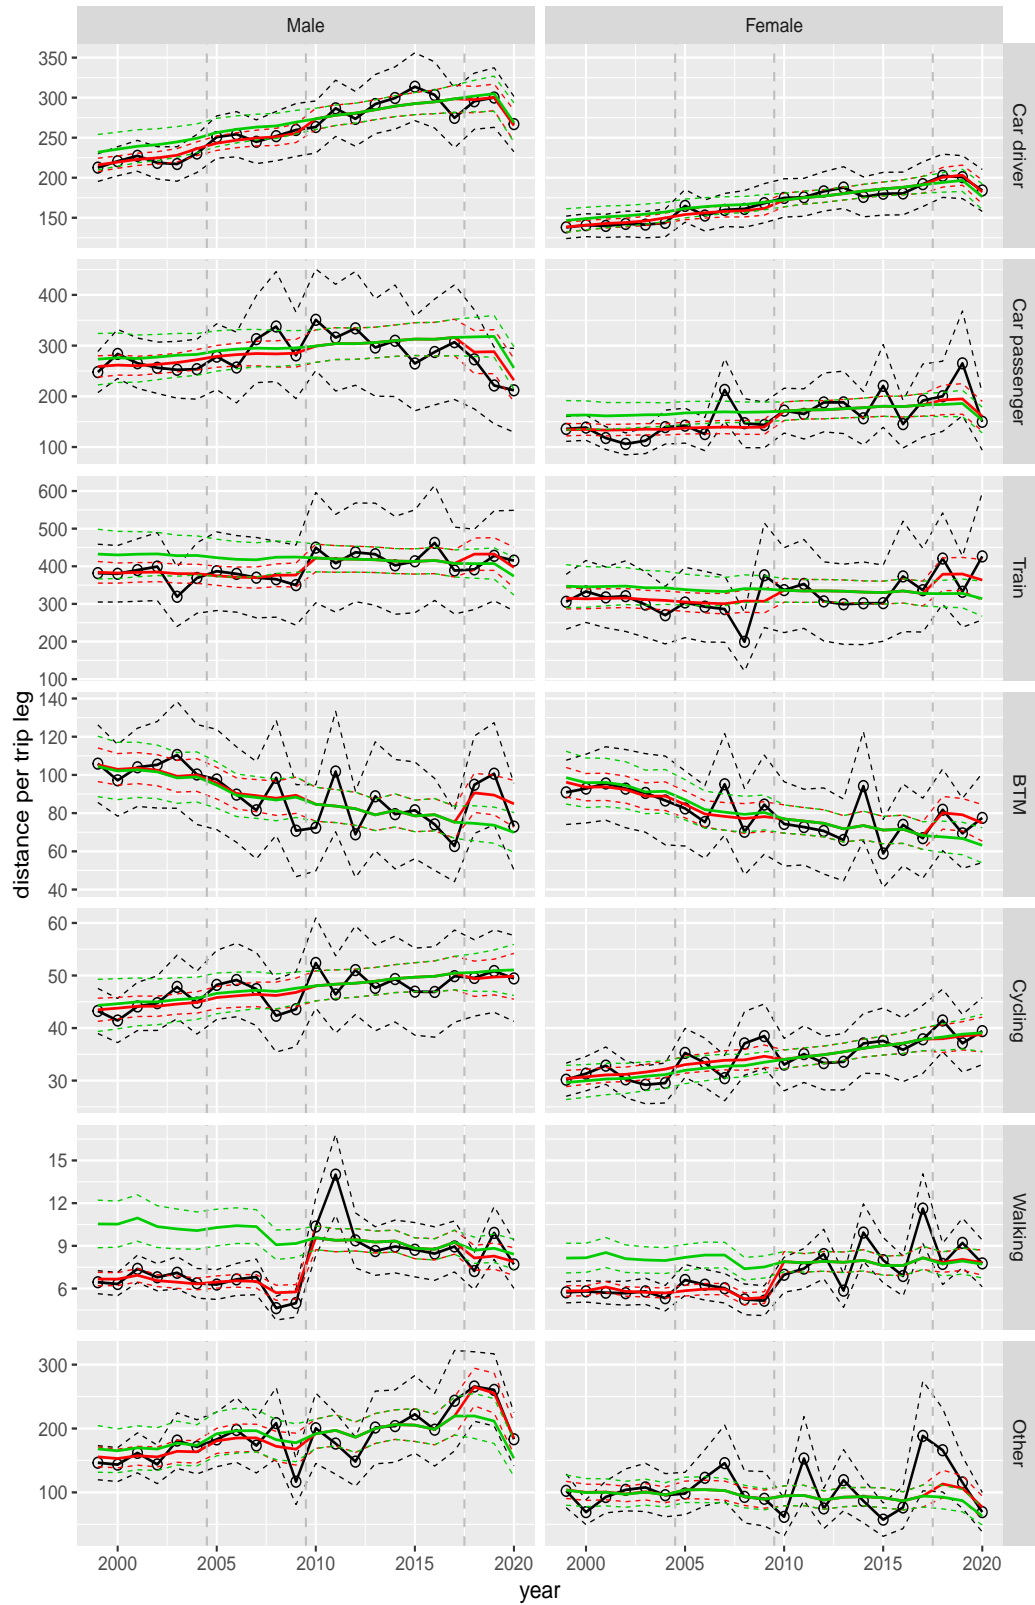 Male Female
350
300
250
200
150
Car driver
400
300
200
100
Car passenger
600
500
400
300
200
100
Train
140
120
100
80
60
40
BTM
60
50
40
30
Cycling
15
12
9
6
Walking
300
200
100
Other
2000 2005 2010 2015 2020 2000 2005 2010 2015 2020
year
distance per trip leg